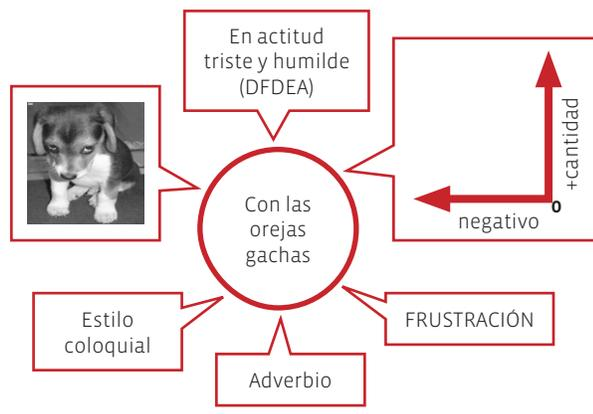 En actitud
triste y humilde
(DFDEA)
+cantidad
0
negativo
Con las
orejas
gachas
Estilo
coloquial
FRUSTRACIÓN
Adverbio